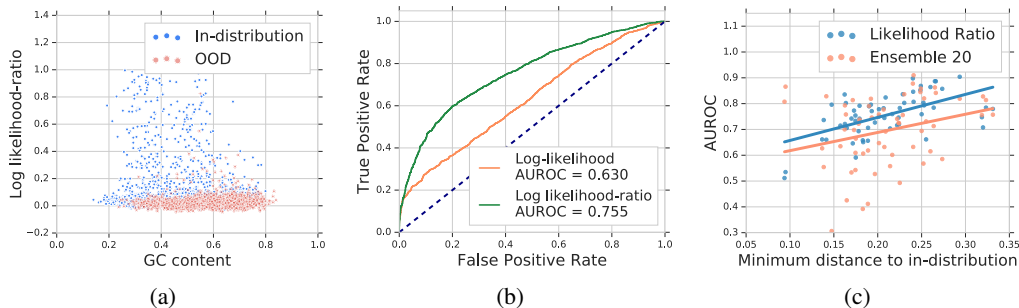 1.4
1.2
1.0
0.8
0.6
0.4
0.2
0.0
−0.2
Log likelihood-ratio
In-distribution
OOD
0.0 0.2 0.4 0.6 0.8 1.0
GC content
(a)
1.0
0.8
0.6
0.4
0.2
0.0
True Positive Rate
Log-likelihood
AUROC = 0.630
Log likelihood-ratio
AUROC = 0.755
0.0 0.2 0.4 0.6 0.8 1.0
False Positive Rate
(b)
1.1
1.0
0.9
0.8
0.7
0.6
0.5
0.4
0.3
AUROC
Likelihood Ratio
Ensemble 20
0.05 0.10 0.15 0.20 0.25 0.30 0.35
Minimum distance to in-distribution
(c)